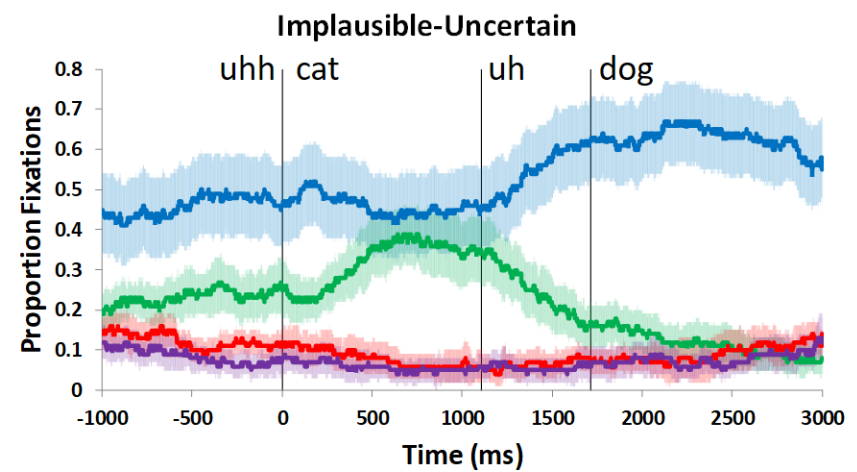 Implausible-Uncertain
uhh cat uh dog
Proportion Fixations
0.8
0.7
0.6
0.5
0.4
0.3
0.2
0.1
0
-1000 -500 0 500 1000 1500 2000 2500 3000
Time (ms)